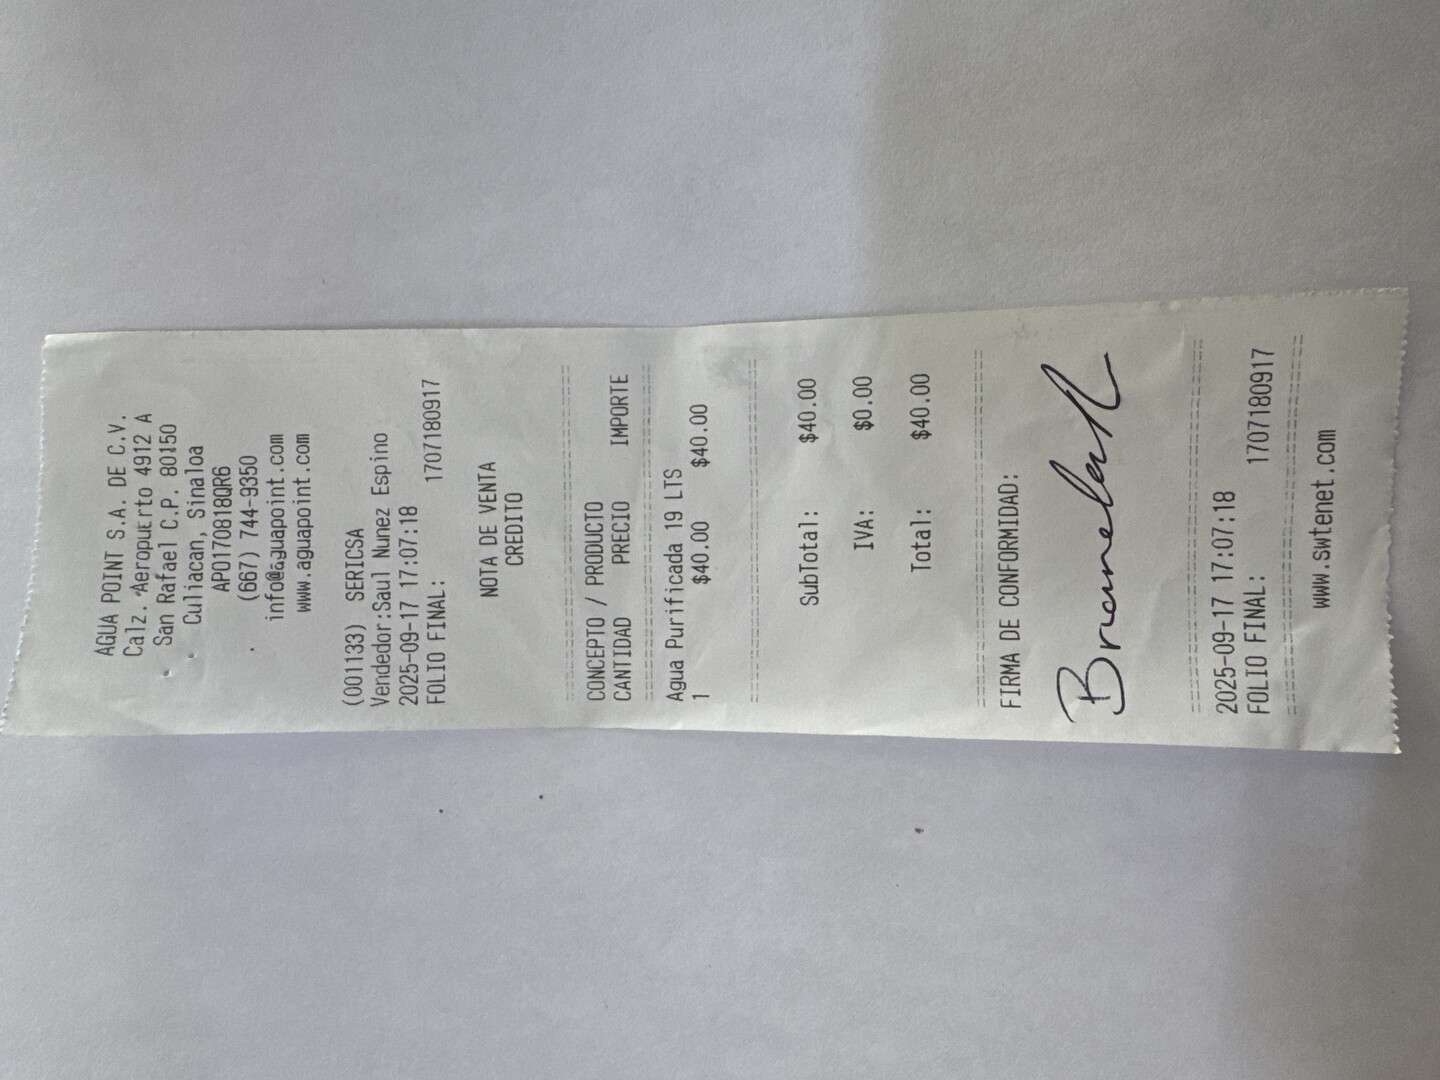 AGUA POINT S.A. DE C.V.
Calz. Aeropuerto 4912 A
San Rafael C.P. 80150
Culiacan, Sinaloa
APO170818QR6
(667) 744-9350
info@aguapoint.com
www.aguapoint.com
(001133) SERICSA
Vendedor:Saul Nunez Espino
2025-09-17 17:07:18
FOLIO FINAL: 1707180917
NOTA DE VENTA
CREDITO
CONCEPTO / PRODUCTO
CANTIDAD PRECIO IMPORTE
Agua Purificada 19 LTS
1 $40.00 $40.00
SubTotal: $40.00
IVA: $0.00
Total: $40.00
FIRMA DE CONFORMIDAD:
2025-09-17 17:07:18
FOLIO FINAL: 1707180917
www.swtenet.com